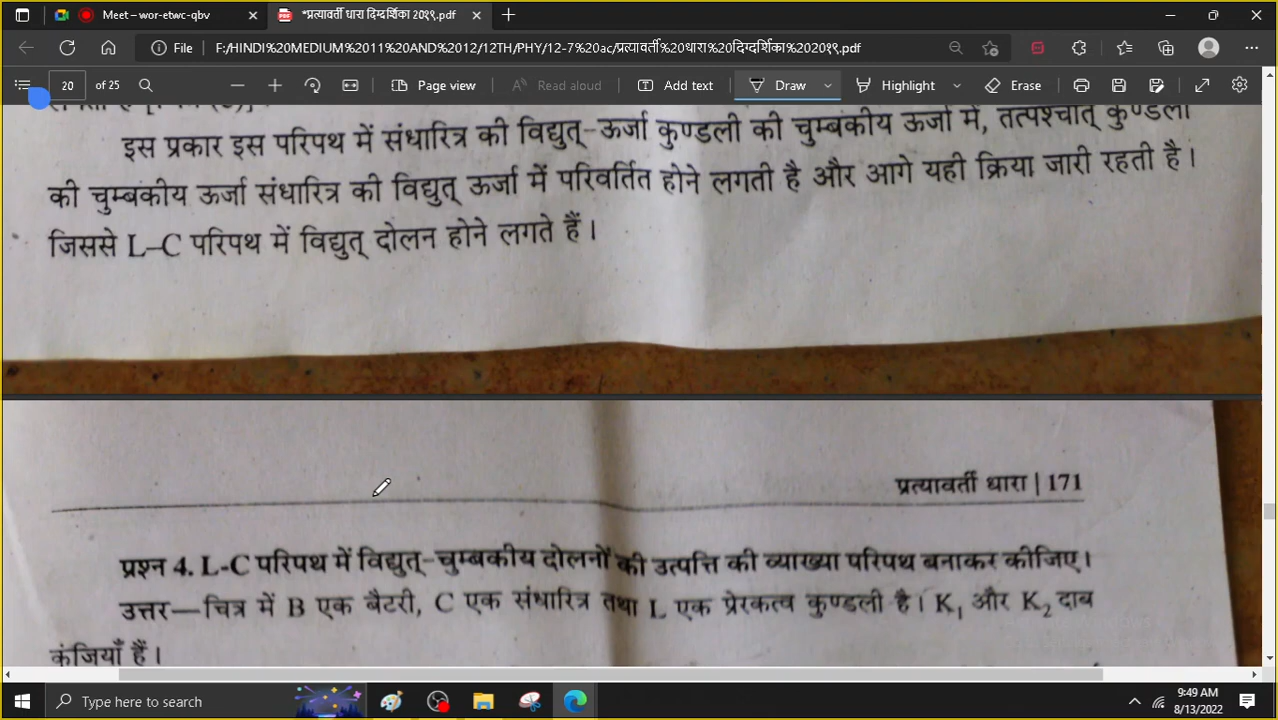 Meet – wor-etwc-qbv
*प्रत्यावर्ती धारा दिग्दर्शिका 2019.pdf
File F:/HINDI%20MEDIUM%2011%20AND%2012/12TH/PHY/12-7%20ac/प्रत्यावर्ती%20धारा%20दिग्दर्शिका%202019.pdf
20 of 25 Page view Read aloud Add text Draw Highlight Erase
इस प्रकार इस परिपथ में संधारित्र की विद्युत्-ऊर्जा कुण्डली की चुम्बकीय ऊर्जा में, तत्पश्चात् कुण्डली
की चुम्बकीय ऊर्जा संधारित्र की विद्युत् ऊर्जा में परिवर्तित होने लगती है और आगे यही क्रिया जारी रहती है।
जिससे L–C परिपथ में विद्युत् दोलन होने लगते हैं।
प्रत्यावर्ती धारा | 171
प्रश्न 4. L-C परिपथ में विद्युत्-चुम्बकीय दोलनों की उत्पत्ति की व्याख्या परिपथ बनाकर कीजिए।
उत्तर—चित्र में B एक बैटरी, C एक संधारित्र तथा L एक प्रेरकत्व कुण्डली है। K₁ और K₂ दाब
कंजियाँ हैं।
Type here to search
9:49 AM
8/13/2022